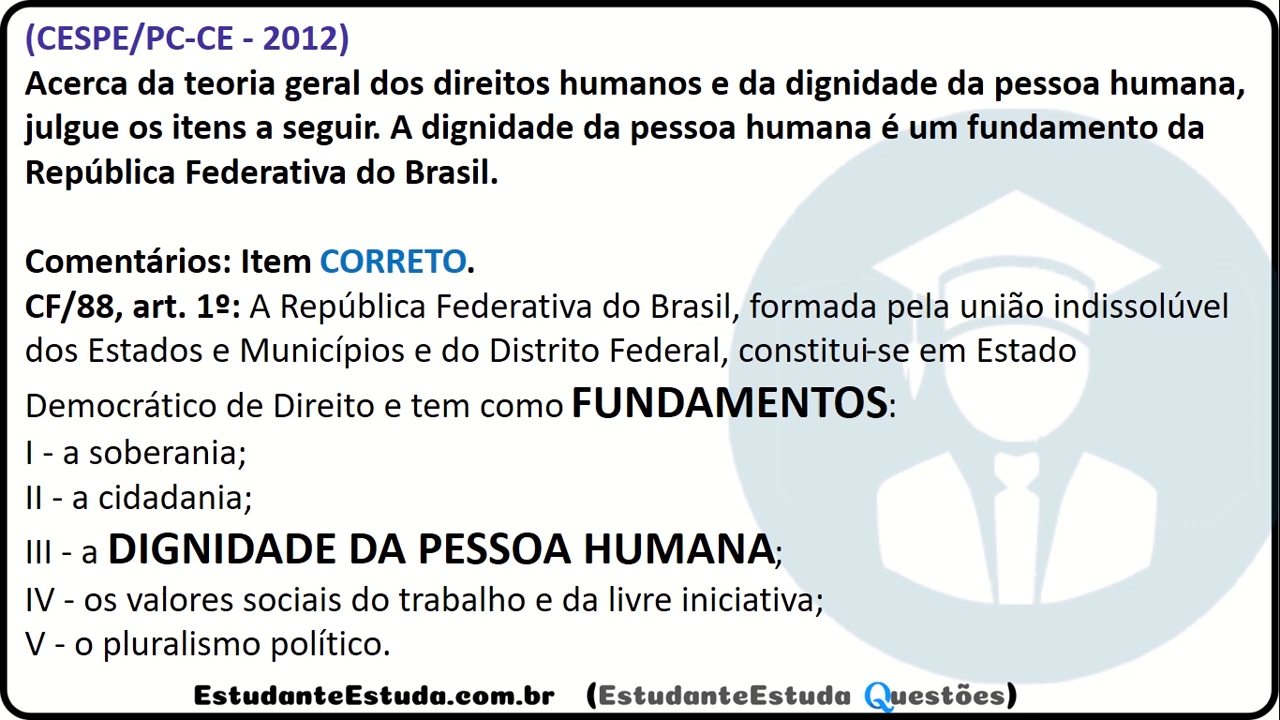 (CESPE/PC-CE - 2012)
Acerca da teoria geral dos direitos humanos e da dignidade da pessoa humana,
julgue os itens a seguir. A dignidade da pessoa humana é um fundamento da
República Federativa do Brasil.
Comentários: Item CORRETO.
CF/88, art. 1º: A República Federativa do Brasil, formada pela união indissolúvel
dos Estados e Municípios e do Distrito Federal, constitui-se em Estado
Democrático de Direito e tem como FUNDAMENTOS:
I - a soberania;
II - a cidadania;
III - a DIGNIDADE DA PESSOA HUMANA;
IV - os valores sociais do trabalho e da livre iniciativa;
V - o pluralismo político.
EstudanteEstuda.com.br (EstudanteEstuda Questões)